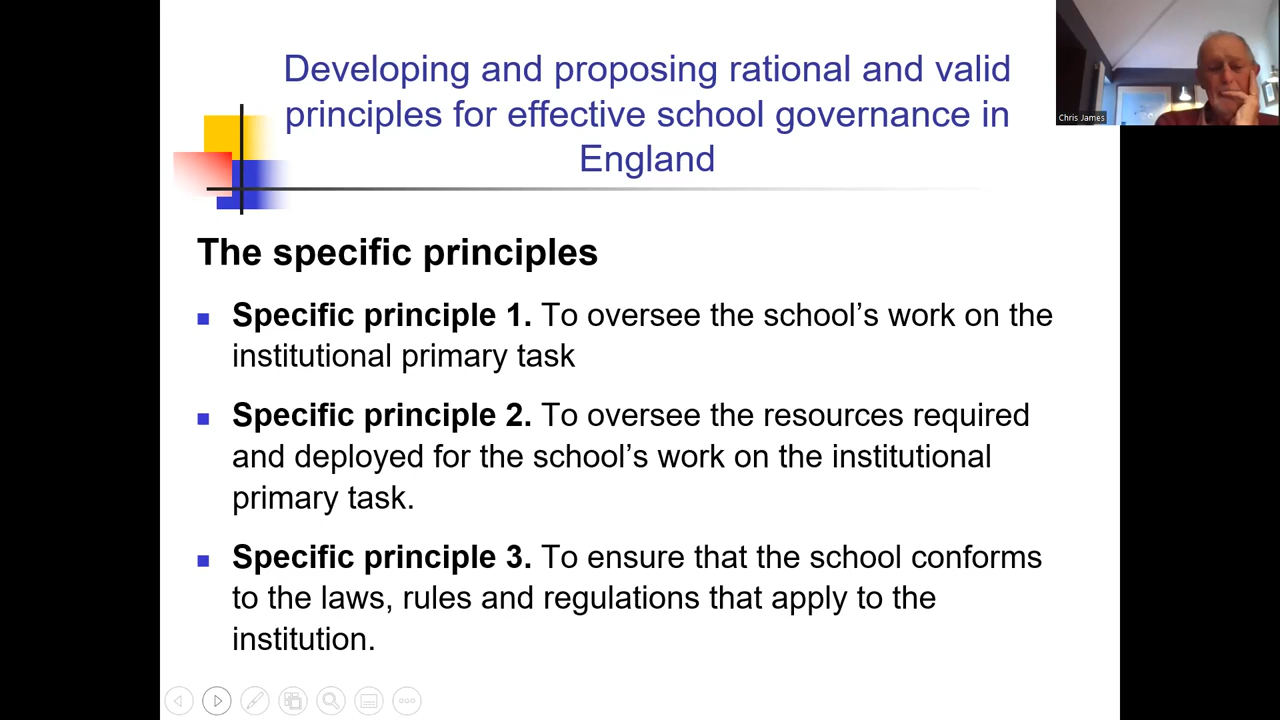 Developing and proposing rational and valid
principles for effective school governance in
England
Chris James
The specific principles
Specific principle 1. To oversee the school’s work on the
institutional primary task
Specific principle 2. To oversee the resources required
and deployed for the school’s work on the institutional
primary task.
Specific principle 3. To ensure that the school conforms
to the laws, rules and regulations that apply to the
institution.